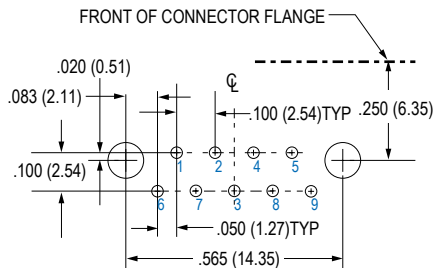 FRONT OF CONNECTOR FLANGE
.020 (0.51)
℄
.083 (2.11)
.100 (2.54)TYP
.250 (6.35)
.100 (2.54)
1 2 4 5
6 7 3 8 9
.050 (1.27)TYP
.565 (14.35)